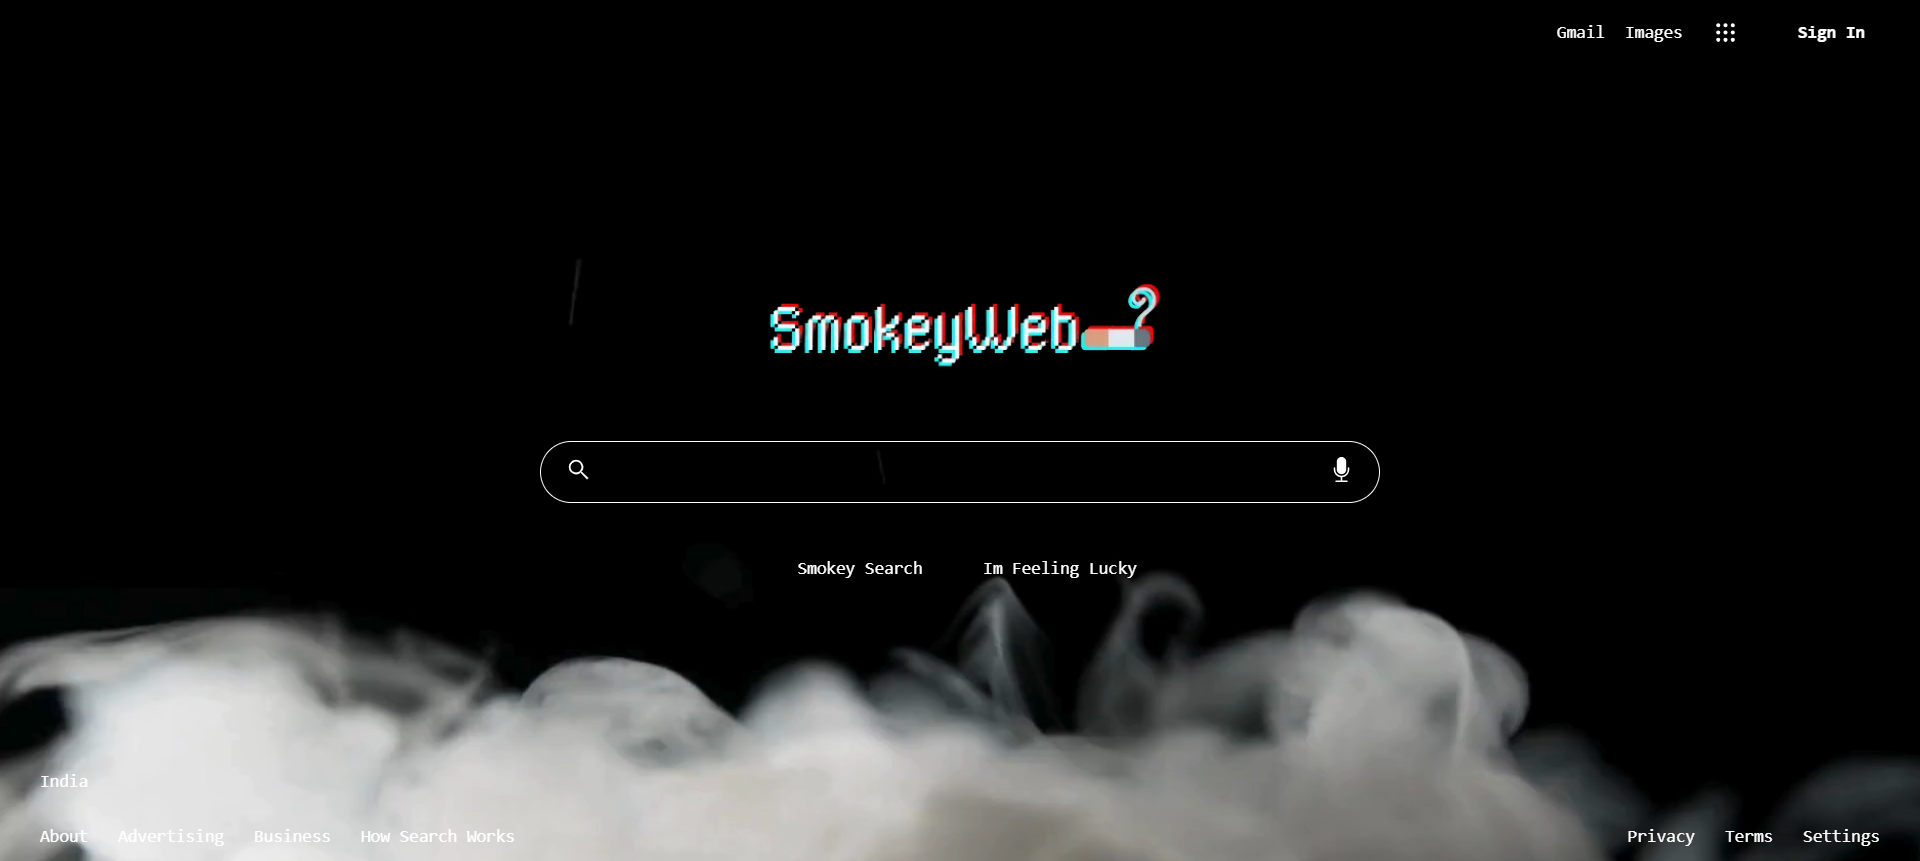 Gmail Images Sign In
SmokeyWeb
Smokey Search Im Feeling Lucky
India
About Advertising Business How Search Works Privacy Terms Settings